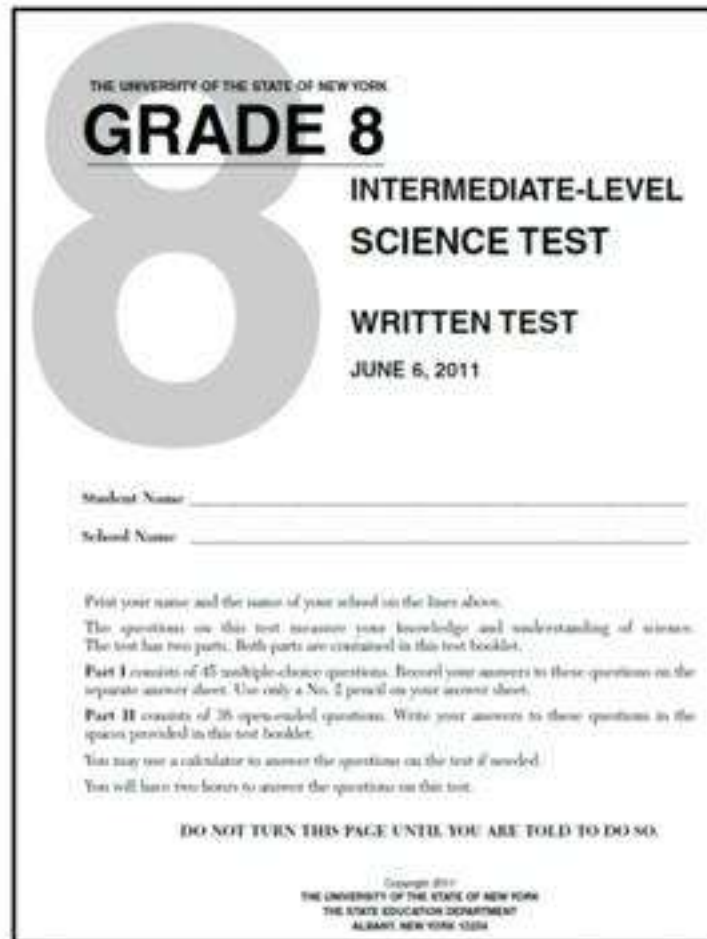 8
THE UNIVERSITY OF THE STATE OF NEW YORK
GRADE 8
INTERMEDIATE-LEVEL
SCIENCE TEST
WRITTEN TEST
JUNE 6, 2011
Student Name
School Name
Print your name and the name of your school on the lines above.
The questions on this test measure your knowledge and understanding of science.
The test has two parts. Both parts are contained in this test booklet.
Part I consists of 45 multiple-choice questions. Record your answers to these questions on the
separate answer sheet. Use only a No. 2 pencil on your answer sheet.
Part II consists of open-ended questions. Write your answers to these questions in the
spaces provided in this test booklet.
You may use a calculator to answer the questions on the test if needed.
You will have two hours to answer the questions on this test.
DO NOT TURN THIS PAGE UNTIL YOU ARE TOLD TO DO SO.
Copyright 2011
THE UNIVERSITY OF THE STATE OF NEW YORK
THE STATE EDUCATION DEPARTMENT
ALBANY, NEW YORK 12234